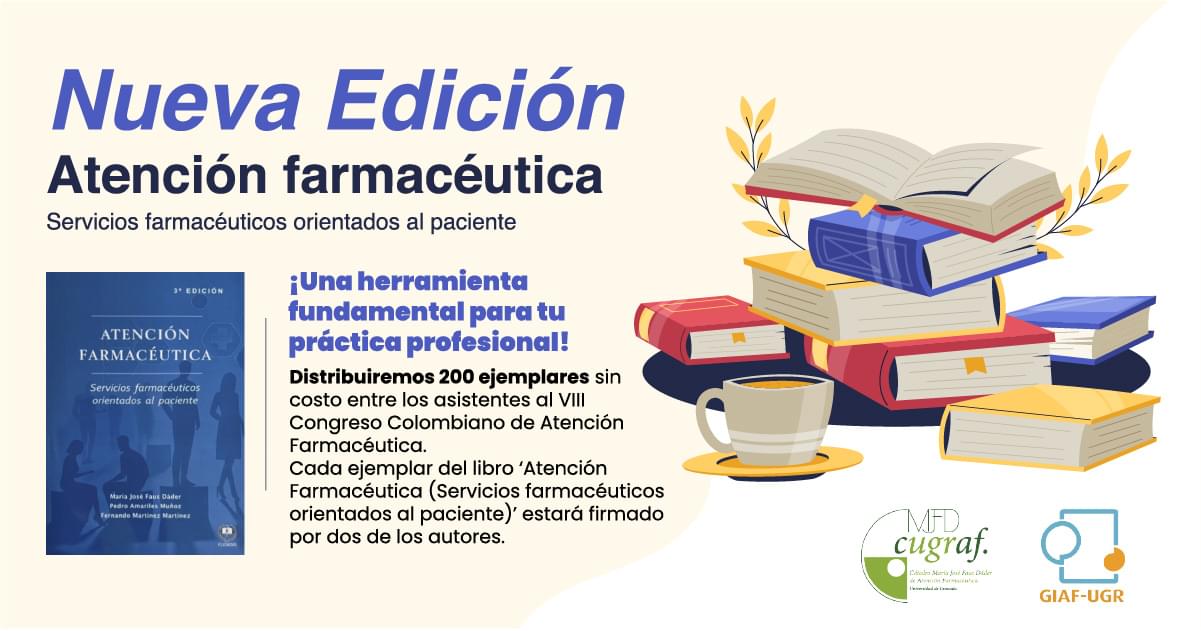 Nueva Edición
Atención farmacéutica
Servicios farmacéuticos orientados al paciente
3ª EDICIÓN
ATENCIÓN
FARMACÉUTICA
Servicios farmacéuticos
orientados al paciente
María José Faus Dáder
Pedro Amariles Muñoz
Fernando Martínez Martínez
¡Una herramienta
fundamental para tu
práctica profesional!
Distribuiremos 200 ejemplares sin
costo entre los asistentes al VIII
Congreso Colombiano de Atención
Farmacéutica.
Cada ejemplar del libro ‘Atención
Farmacéutica (Servicios farmacéuticos
orientados al paciente)’ estará firmado
por dos de los autores.
MJFD
cugraf.
Cátedra María José Faus Dáder
de Atención Farmacéutica
Universidad de Granada
GIAF-UGR